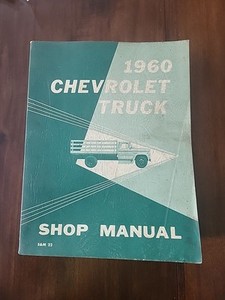 1960
CHEVROLET
TRUCK
SHOP MANUAL